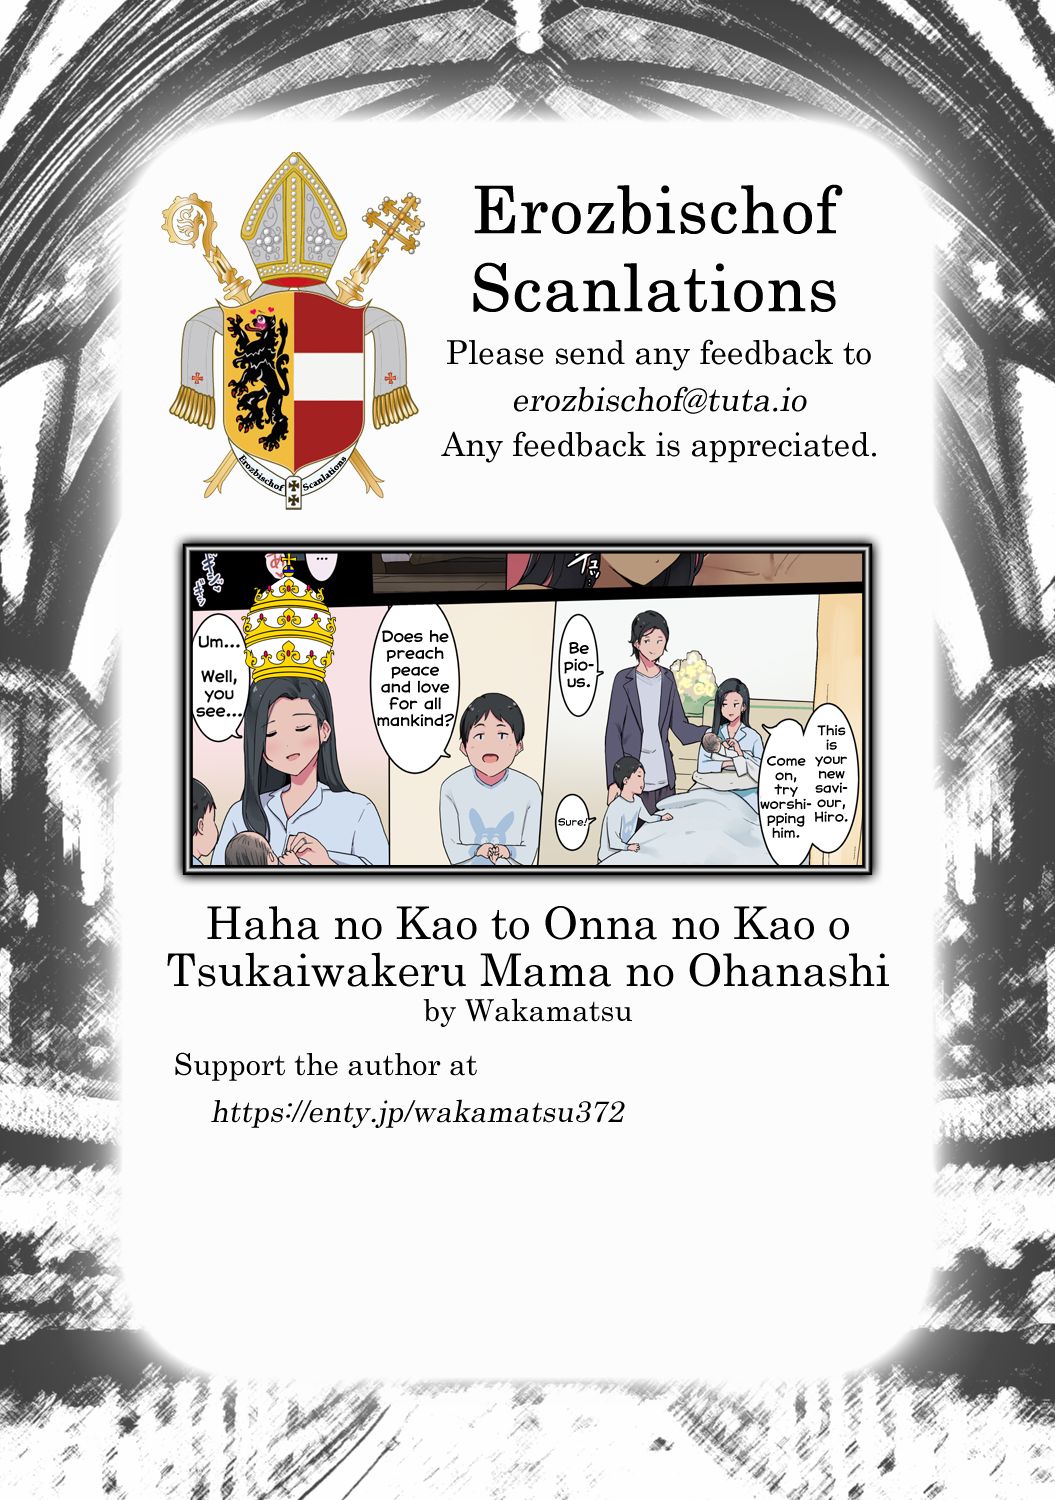 Erozbischof
Scanlations
Please send any feedback to
erozbischof@tuta.io
Any feedback is appreciated.
Erozbischof Scanlations
...
Um...
Well,
you
see...
Does he
preach
peace
and love
for all
mankind?
Be
pio-
us.
Sure!
This
is
your
new
savi-
our,
Hiro.
Come
on,
try
worshi-
pping
him.
Haha no Kao to Onna no Kao o
Tsukaiwakeru Mama no Ohanashi
by Wakamatsu
Support the author at
https://enty.jp/wakamatsu372